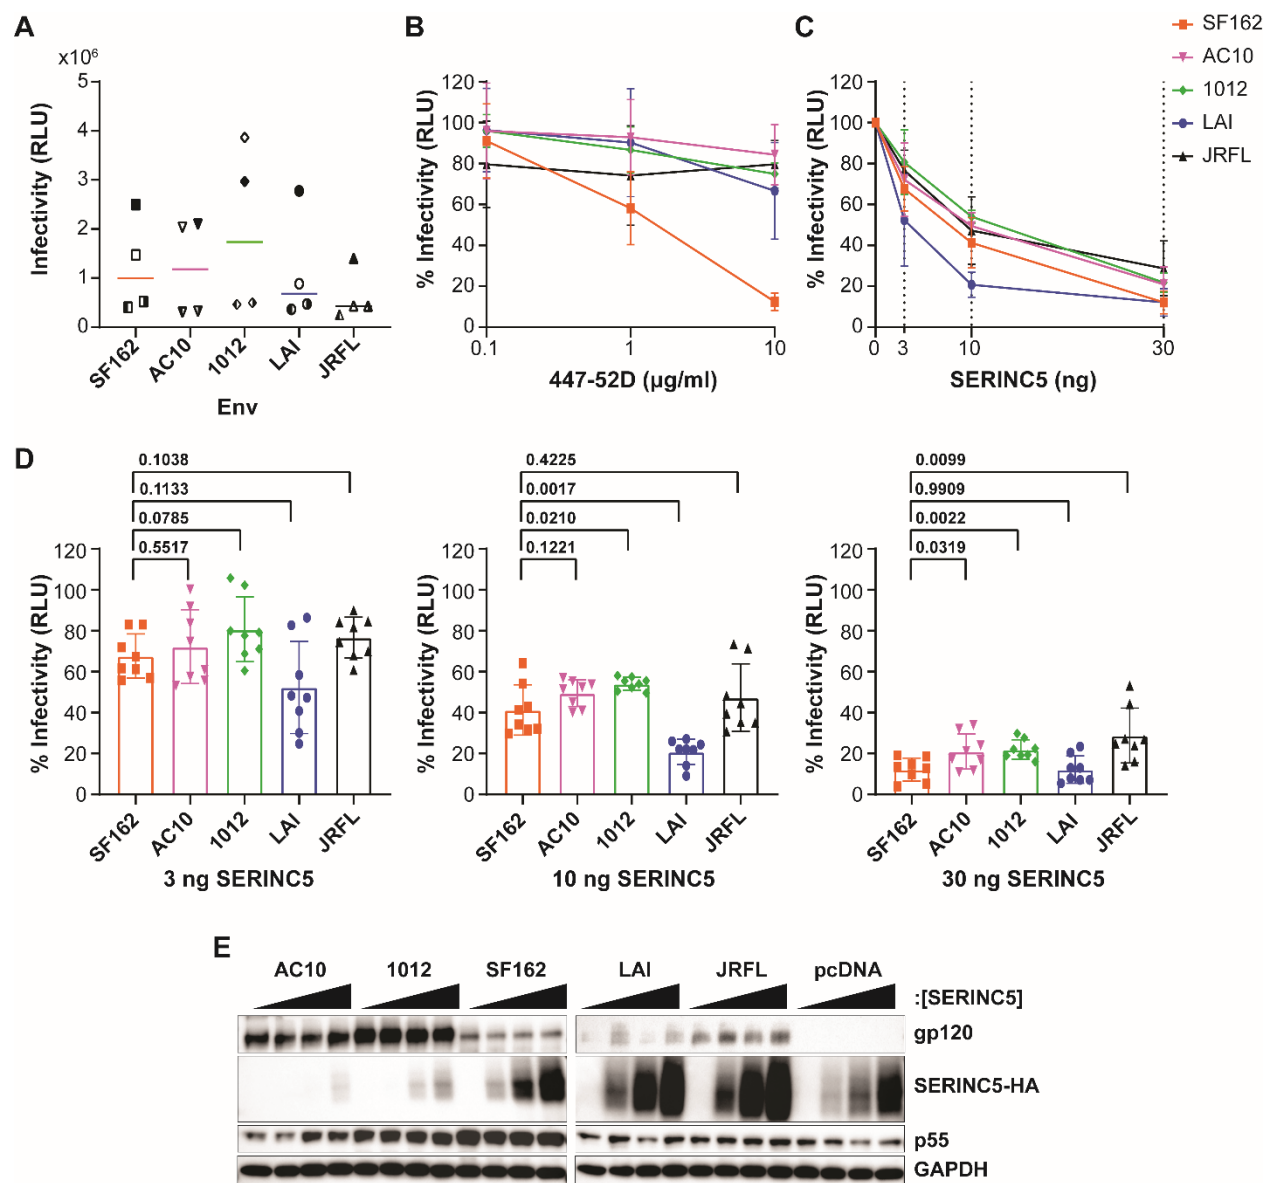 A
x10⁶
Infectivity (RLU)
5
4
3
2
1
0
SF162
AC10
1012
LAI
JRFL
Env
B
% Infectivity (RLU)
120
100
80
60
40
20
0
0.1
1
10
447-52D (µg/ml)
C
% Infectivity (RLU)
120
100
80
60
40
20
0
0
3
10
30
SERINC5 (ng)
SF162
AC10
1012
LAI
JRFL
D
0.1038
0.1133
0.0785
0.5517
% Infectivity (RLU)
120
100
80
60
40
20
0
SF162
AC10
1012
LAI
JRFL
3 ng SERINC5
0.4225
0.0017
0.0210
0.1221
% Infectivity (RLU)
120
100
80
60
40
20
0
SF162
AC10
1012
LAI
JRFL
10 ng SERINC5
0.0099
0.9909
0.0022
0.0319
% Infectivity (RLU)
120
100
80
60
40
20
0
SF162
AC10
1012
LAI
JRFL
30 ng SERINC5
E
AC10 1012 SF162 LAI JRFL pcDNA
:[SERINC5]
gp120
SERINC5-HA
p55
GAPDH